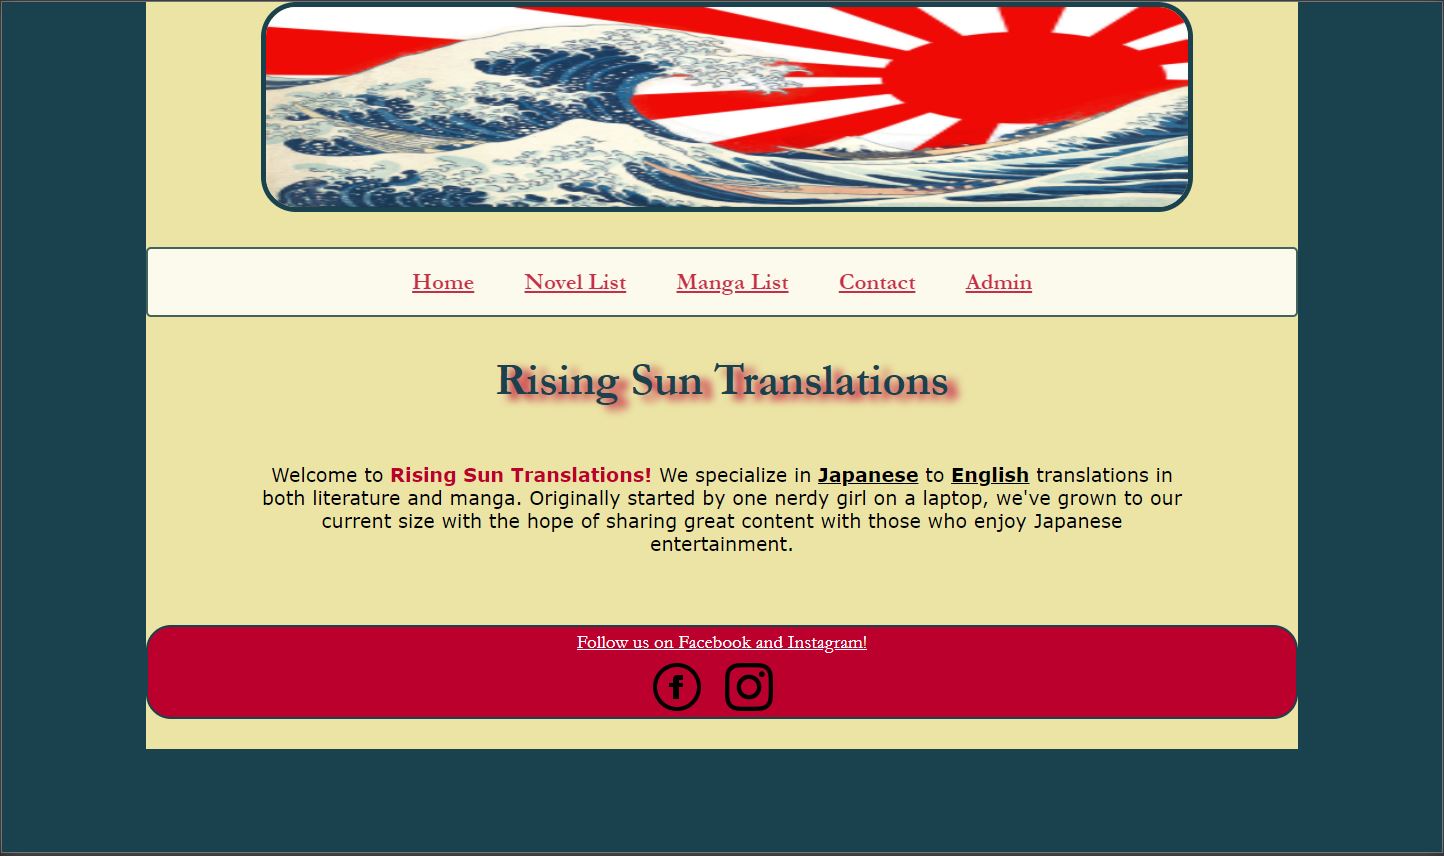 Home Novel List Manga List Contact Admin
Rising Sun Translations
Welcome to Rising Sun Translations! We specialize in Japanese to English translations in
both literature and manga. Originally started by one nerdy girl on a laptop, we've grown to our
current size with the hope of sharing great content with those who enjoy Japanese
entertainment.
Follow us on Facebook and Instagram!